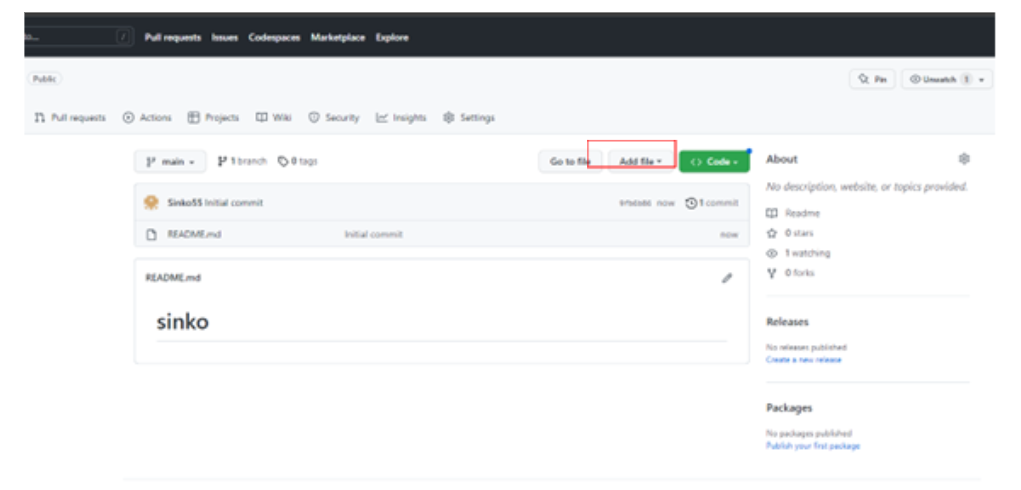 Pull requests Issues Codespaces Marketplace Explore
Public
Pin Unwatch 1
Pull requests Actions Projects Wiki Security Insights Settings
main 1 branch 0 tags Go to file Add file <> Code
Sinko55 Initial commit now 1 commit
README.md Initial commit now
README.md
sinko
About
No description, website, or topics provided.
Readme
0 stars
1 watching
0 forks
Releases
No releases published
Create a new release
Packages
No packages published
Publish your first package